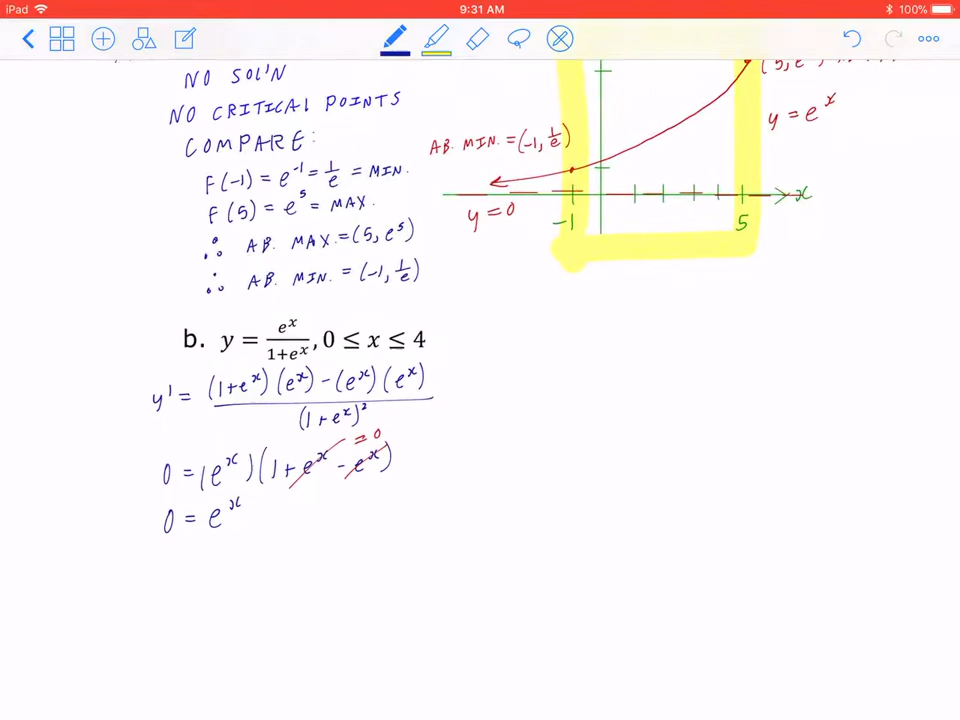 iPad 9:31 AM 100%
NO SOL'N
NO CRITICAL POINTS
COMPARE:
F(-1) = e^-1 = 1/e = MIN.
F(5) = e^5 = MAX.
∴ AB. MAX. = (5, e^5)
∴ AB. MIN. = (-1, 1/e)
(5, e
y = e^x
AB. MIN. = (-1, 1/e)
x
y = 0
-1 5
b. y = e^x/1+e^x, 0 ≤ x ≤ 4
y' = (1+e^x)(e^x) - (e^x)(e^x) / (1+e^x)^2
= 0
0 = (e^x)(1 + e^x - e^x)
0 = e^x